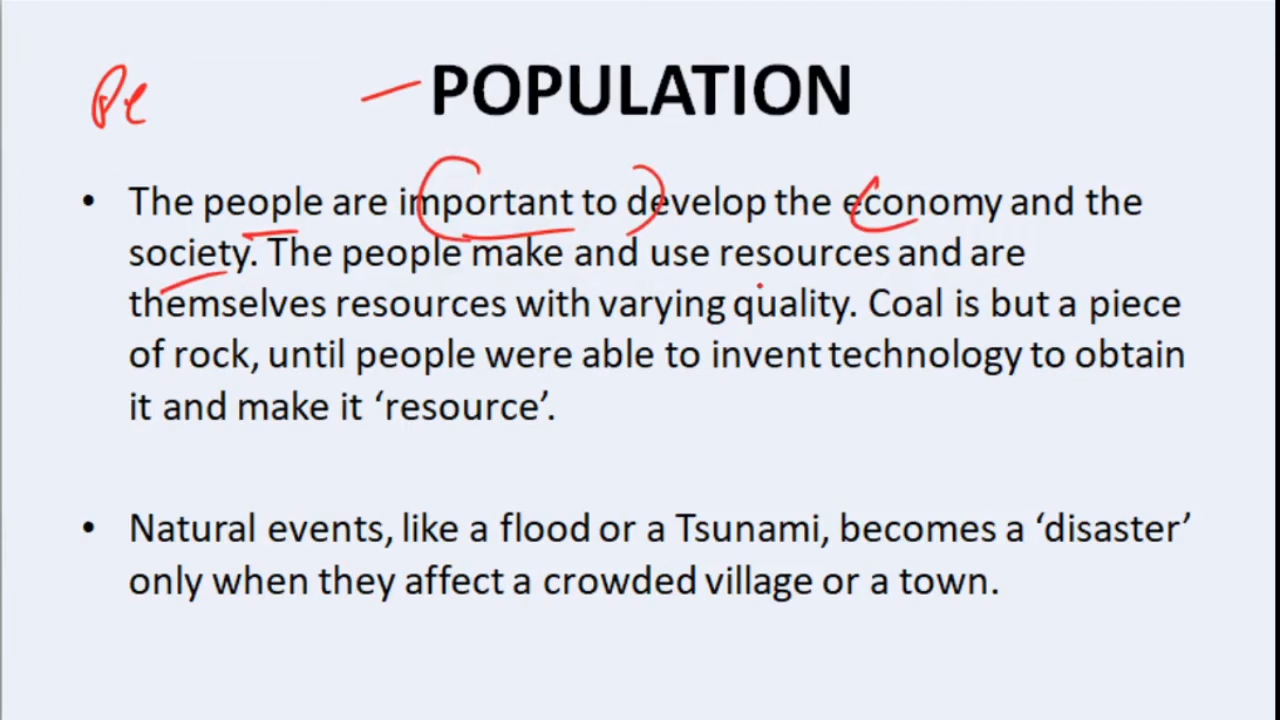 Pe
POPULATION
• The people are important to develop the economy and the
society. The people make and use resources and are
themselves resources with varying quality. Coal is but a piece
of rock, until people were able to invent technology to obtain
it and make it ‘resource’.
• Natural events, like a flood or a Tsunami, becomes a ‘disaster’
only when they affect a crowded village or a town.